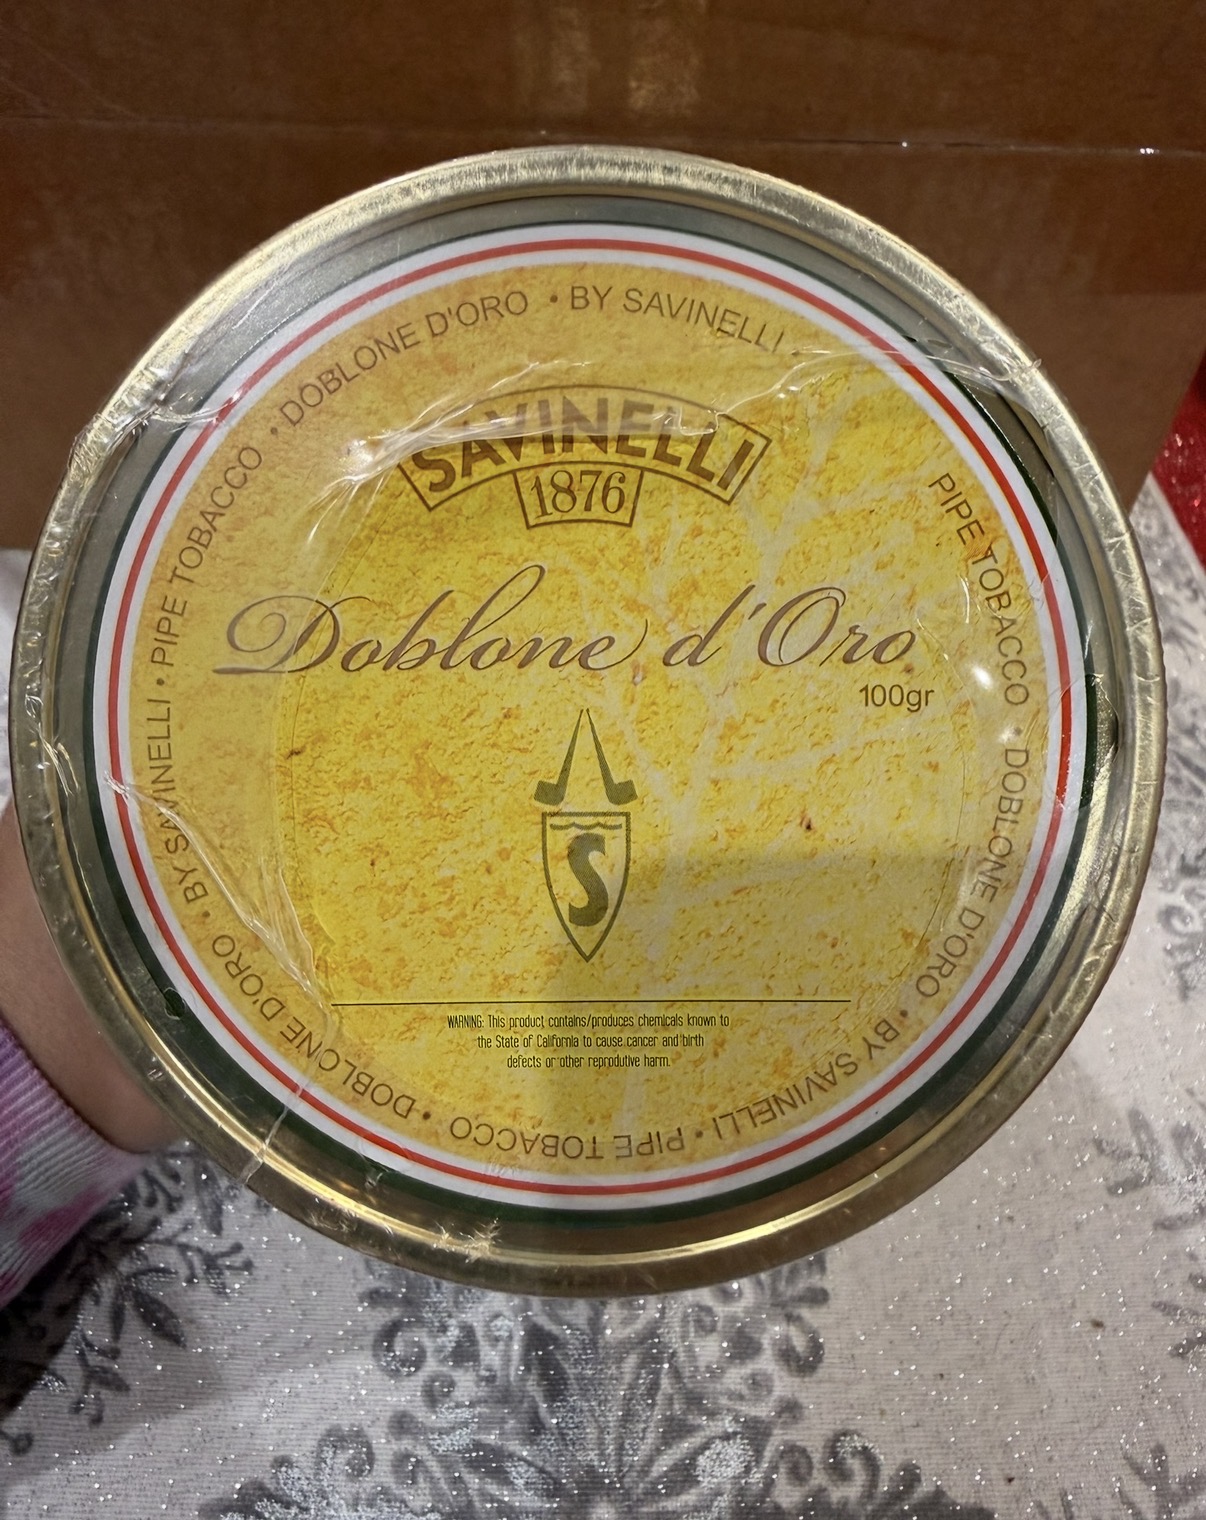 SAVINELLI
1876
Doblone d'Oro
100gr
S
WARNING: This product contains/produces chemicals known to
the State of California to cause cancer and birth
defects or other reprodutive harm.
DOBLONE D'ORO • BY SAVINELLI
PIPE TOBACCO • DOBLONE D'ORO • BY SAVINELLI • PIPE TOBACCO • DOBLONE D'ORO • BY SAVINELLI • PIPE TOBACCO •